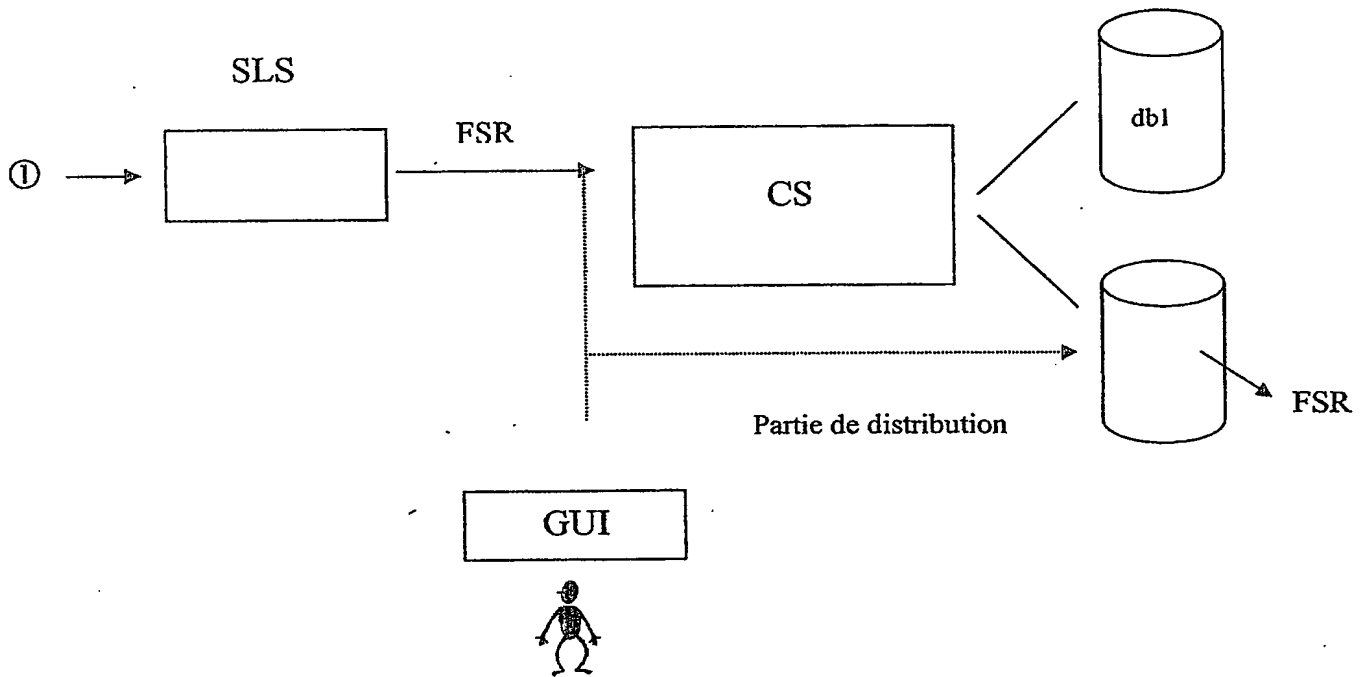 SLS
db1
FSR
①
CS
FSR
Partie de distribution
GUI